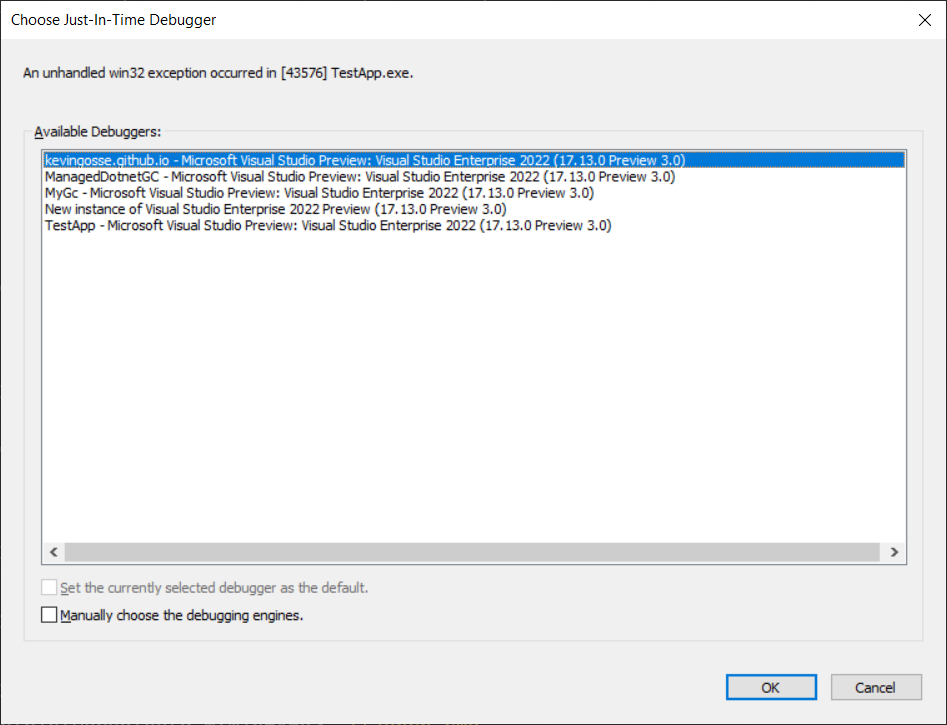 Choose Just-In-Time Debugger
An unhandled win32 exception occurred in [43576] TestApp.exe.
Available Debuggers:
kevingosse.github.io - Microsoft Visual Studio Preview: Visual Studio Enterprise 2022 (17.13.0 Preview 3.0)
ManagedDotnetGC - Microsoft Visual Studio Preview: Visual Studio Enterprise 2022 (17.13.0 Preview 3.0)
MyGc - Microsoft Visual Studio Preview: Visual Studio Enterprise 2022 (17.13.0 Preview 3.0)
New instance of Visual Studio Enterprise 2022 Preview (17.13.0 Preview 3.0)
TestApp - Microsoft Visual Studio Preview: Visual Studio Enterprise 2022 (17.13.0 Preview 3.0)
Set the currently selected debugger as the default.
Manually choose the debugging engines.
OK
Cancel